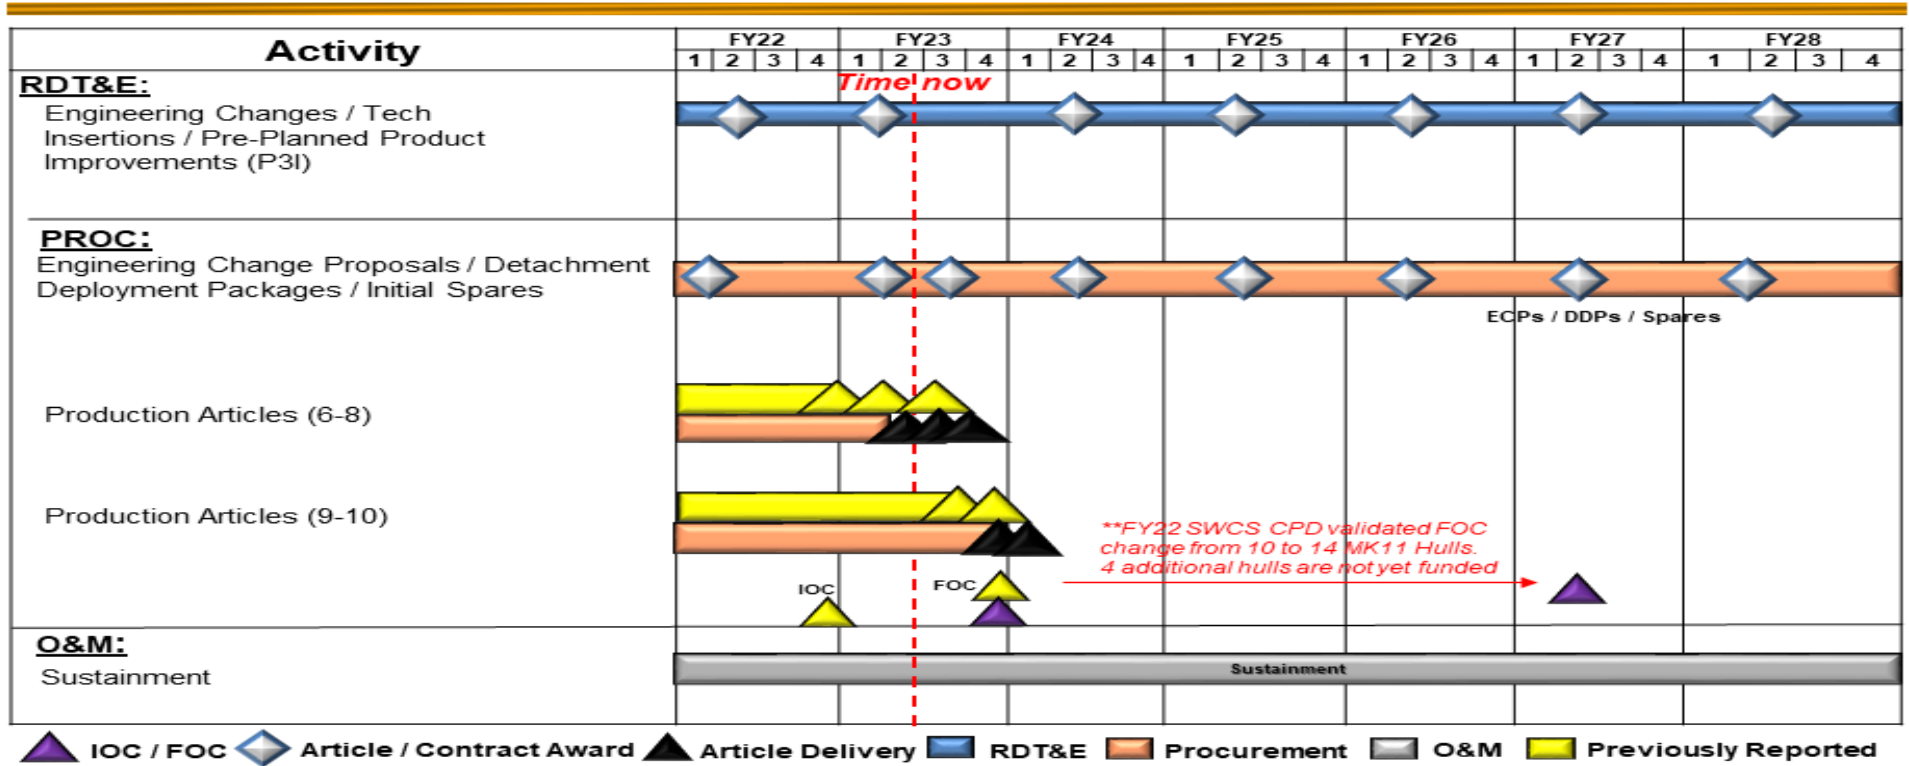 Activity
FY22 FY23 FY24 FY25 FY26 FY27 FY28
1 2 3 4 1 2 3 4 1 2 3 4 1 2 3 4 1 2 3 4 1 2 3 4 1 2 3 4
Time now
RDT&E:
Engineering Changes / Tech
Insertions / Pre-Planned Product
Improvements (P3I)
PROC:
Engineering Change Proposals / Detachment
Deployment Packages / Initial Spares
ECPs / DDPs / Spares
Production Articles (6-8)
Production Articles (9-10)
**FY22 SWCS CPD validated FOC
change from 10 to 14 MK11 Hulls.
4 additional hulls are not yet funded
IOC
FOC
O&M:
Sustainment
Sustainment
IOC / FOC Article / Contract Award Article Delivery RDT&E Procurement O&M Previously Reported